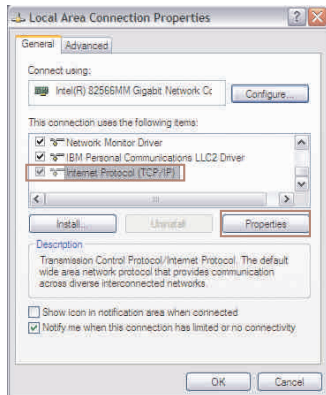 Local Area Connection Properties
General Advanced
Connect using:
Intel(R) 82566MM Gigabit Network Cc
Configure...
This connection uses the following items:
Network Monitor Driver
IBM Personal Communications LLC2 Driver
Internet Protocol (TCP/IP)
Install... Uninstall Properties
Description
Transmission Control Protocol/Internet Protocol. The default
wide area network protocol that provides communication
across diverse interconnected networks.
Show icon in notification area when connected
Notify me when this connection has limited or no connectivity
OK Cancel